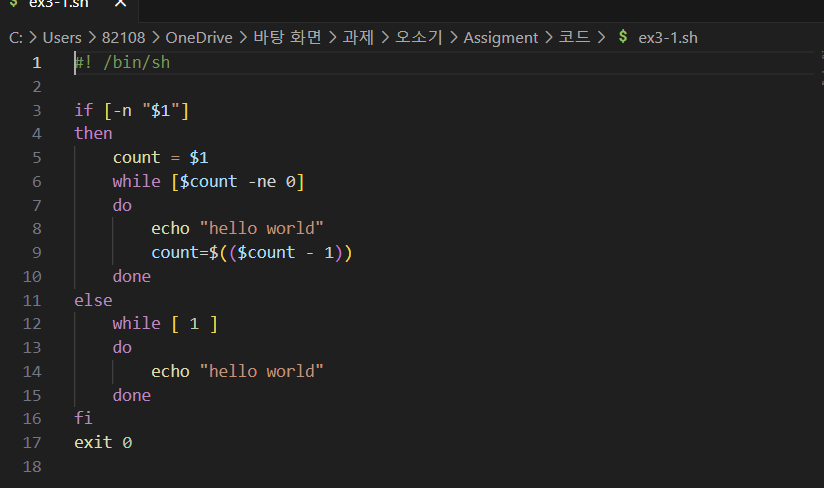 ex3-1.sh
C: > Users > 82108 > OneDrive > 바탕 화면 > 과제 > 오소기 > Assigment > 코드 > $ ex3-1.sh
1 #! /bin/sh
2
3 if [-n "$1"]
4 then
5 count = $1
6 while [$count -ne 0]
7 do
8 echo "hello world"
9 count=$(($count - 1))
10 done
11 else
12 while [ 1 ]
13 do
14 echo "hello world"
15 done
16 fi
17 exit 0
18